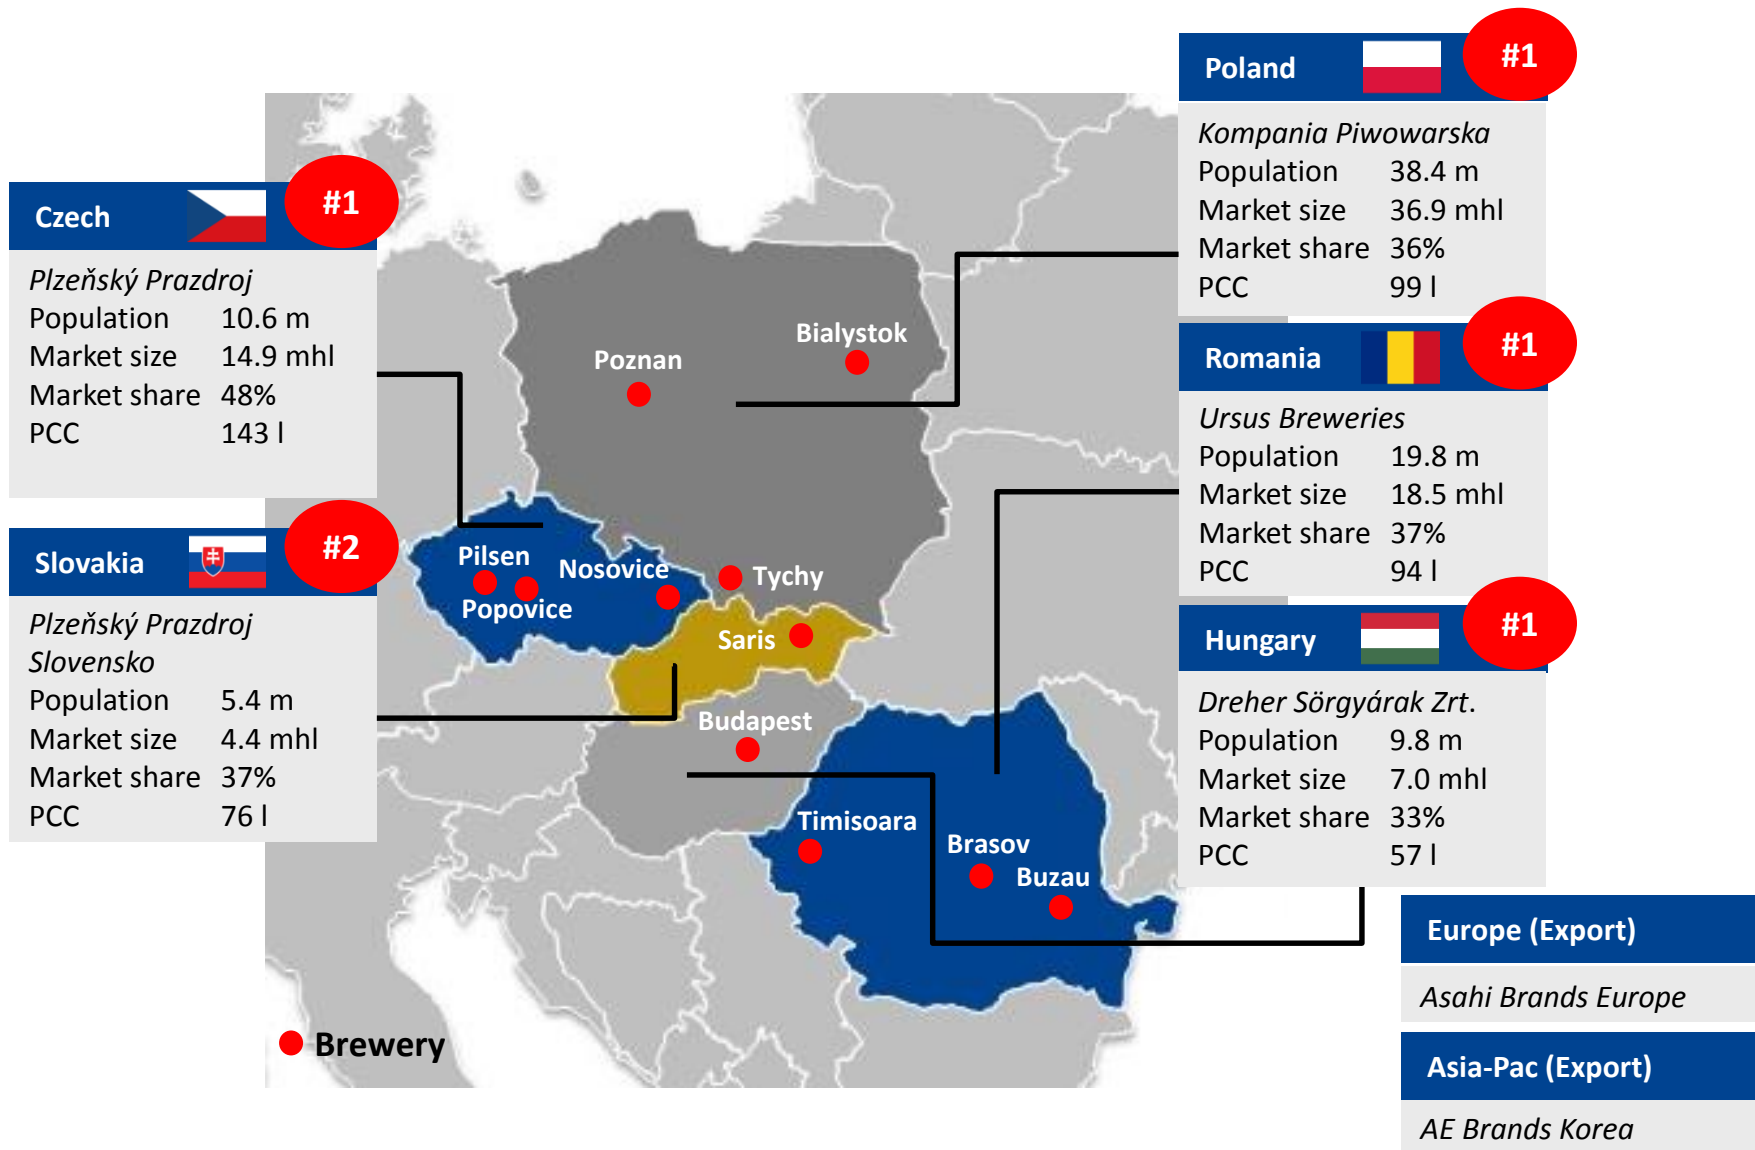 Czech
#1
Plzeňský Prazdroj
Population 10.6 m
Market size 14.9 mhl
Market share 48%
PCC 143 l
Slovakia
#2
Plzeňský Prazdroj
Slovensko
Population 5.4 m
Market size 4.4 mhl
Market share 37%
PCC 76 l
Poznan
Bialystok
Pilsen
Popovice
Nosovice
Tychy
Saris
Budapest
Timisoara
Brasov
Buzau
Brewery
Poland
#1
Kompania Piwowarska
Population 38.4 m
Market size 36.9 mhl
Market share 36%
PCC 99 l
Romania
#1
Ursus Breweries
Population 19.8 m
Market size 18.5 mhl
Market share 37%
PCC 94 l
Hungary
#1
Dreher Sörgyárak Zrt.
Population 9.8 m
Market size 7.0 mhl
Market share 33%
PCC 57 l
Europe (Export)
Asahi Brands Europe
Asia-Pac (Export)
AE Brands Korea